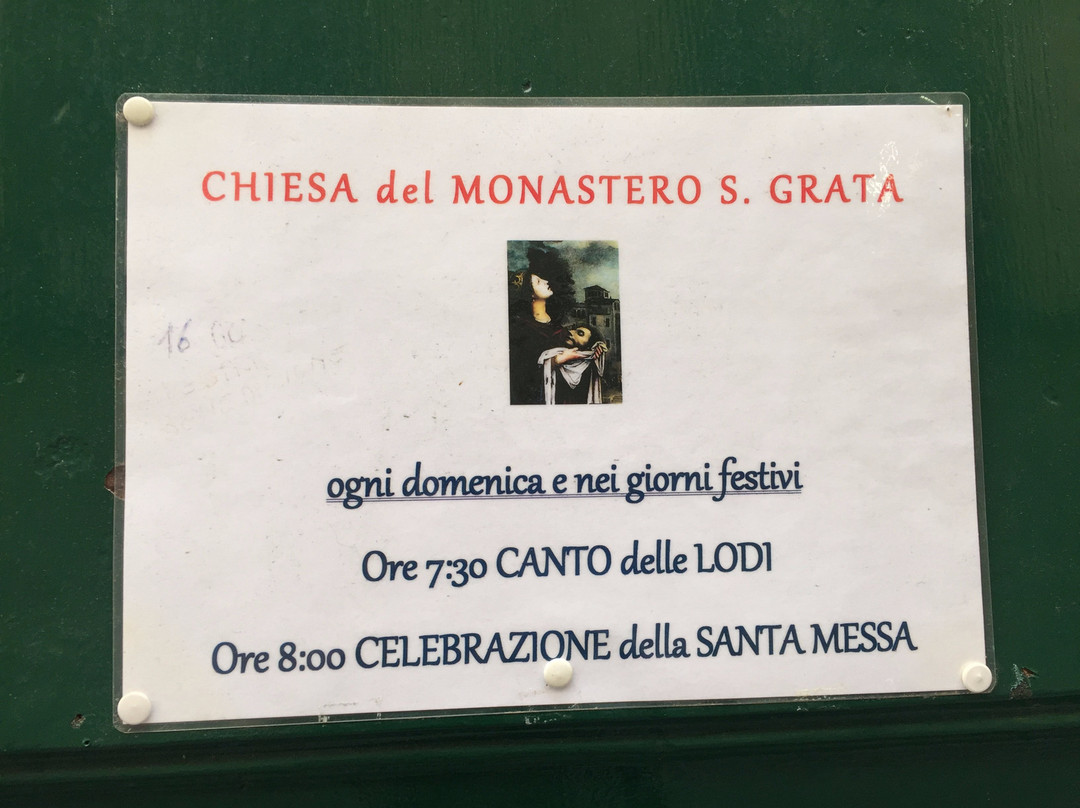 CHIESA del MONASTERO S. GRATA
16
ogni domenica e nei giorni festivi
Ore 7:30 CANTO delle LODI
Ore 8:00 CELEBRAZIONE della SANTA MESSA